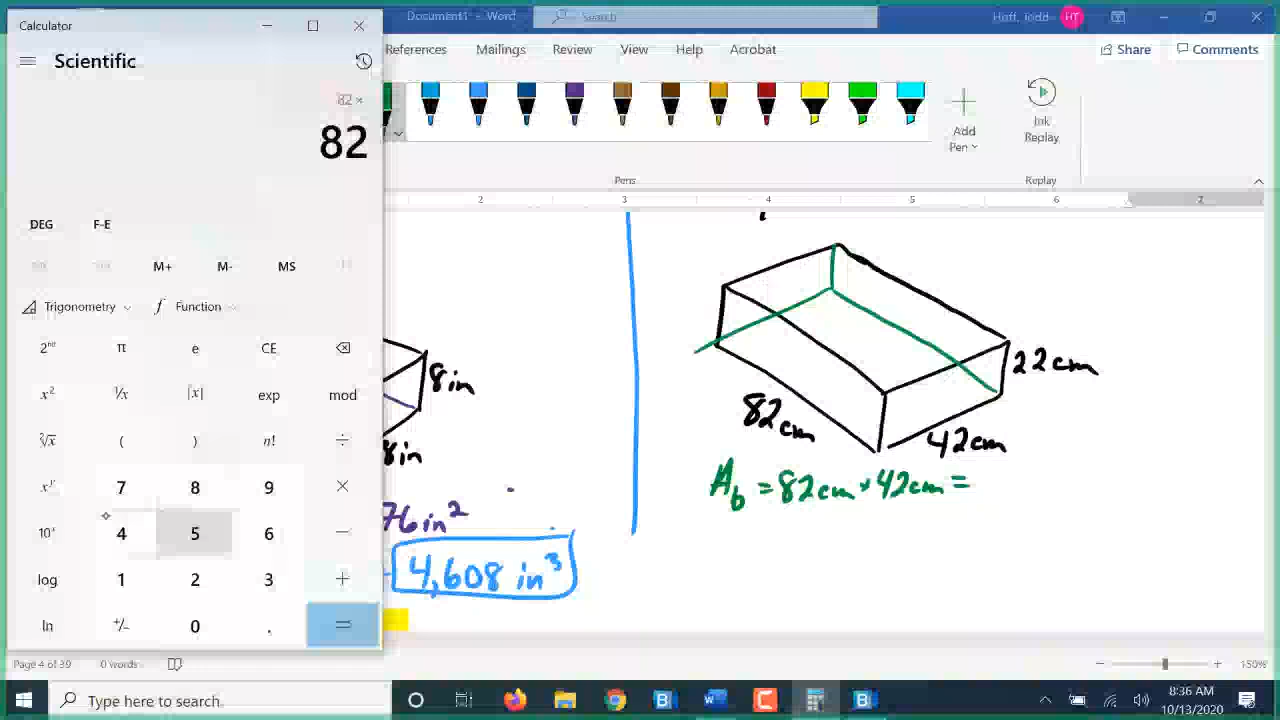 Calculator
Scientific
82 ×
82
DEG F-E
M+ M- MS
Trigonometry Function
2ⁿᵈ π e CE
x² ¹/x |x| exp mod
²√x ( ) n! ÷
xʸ 7 8 9 ×
10ˣ 4 5 6 −
log 1 2 3 +
ln +/− 0 . =
Document1 - Word
Search
Hoff, Todd HT
References Mailings Review View Help Acrobat Share Comments
Add
Pen
Ink
Replay
Pens Replay
2 3 4 5 6 7
8in
8in
76in²
4,608 in³
22cm
82cm
42cm
A_b = 82cm × 42cm =
Page 4 of 39 0 words 150%
Type here to search
8:36 AM
10/13/2020